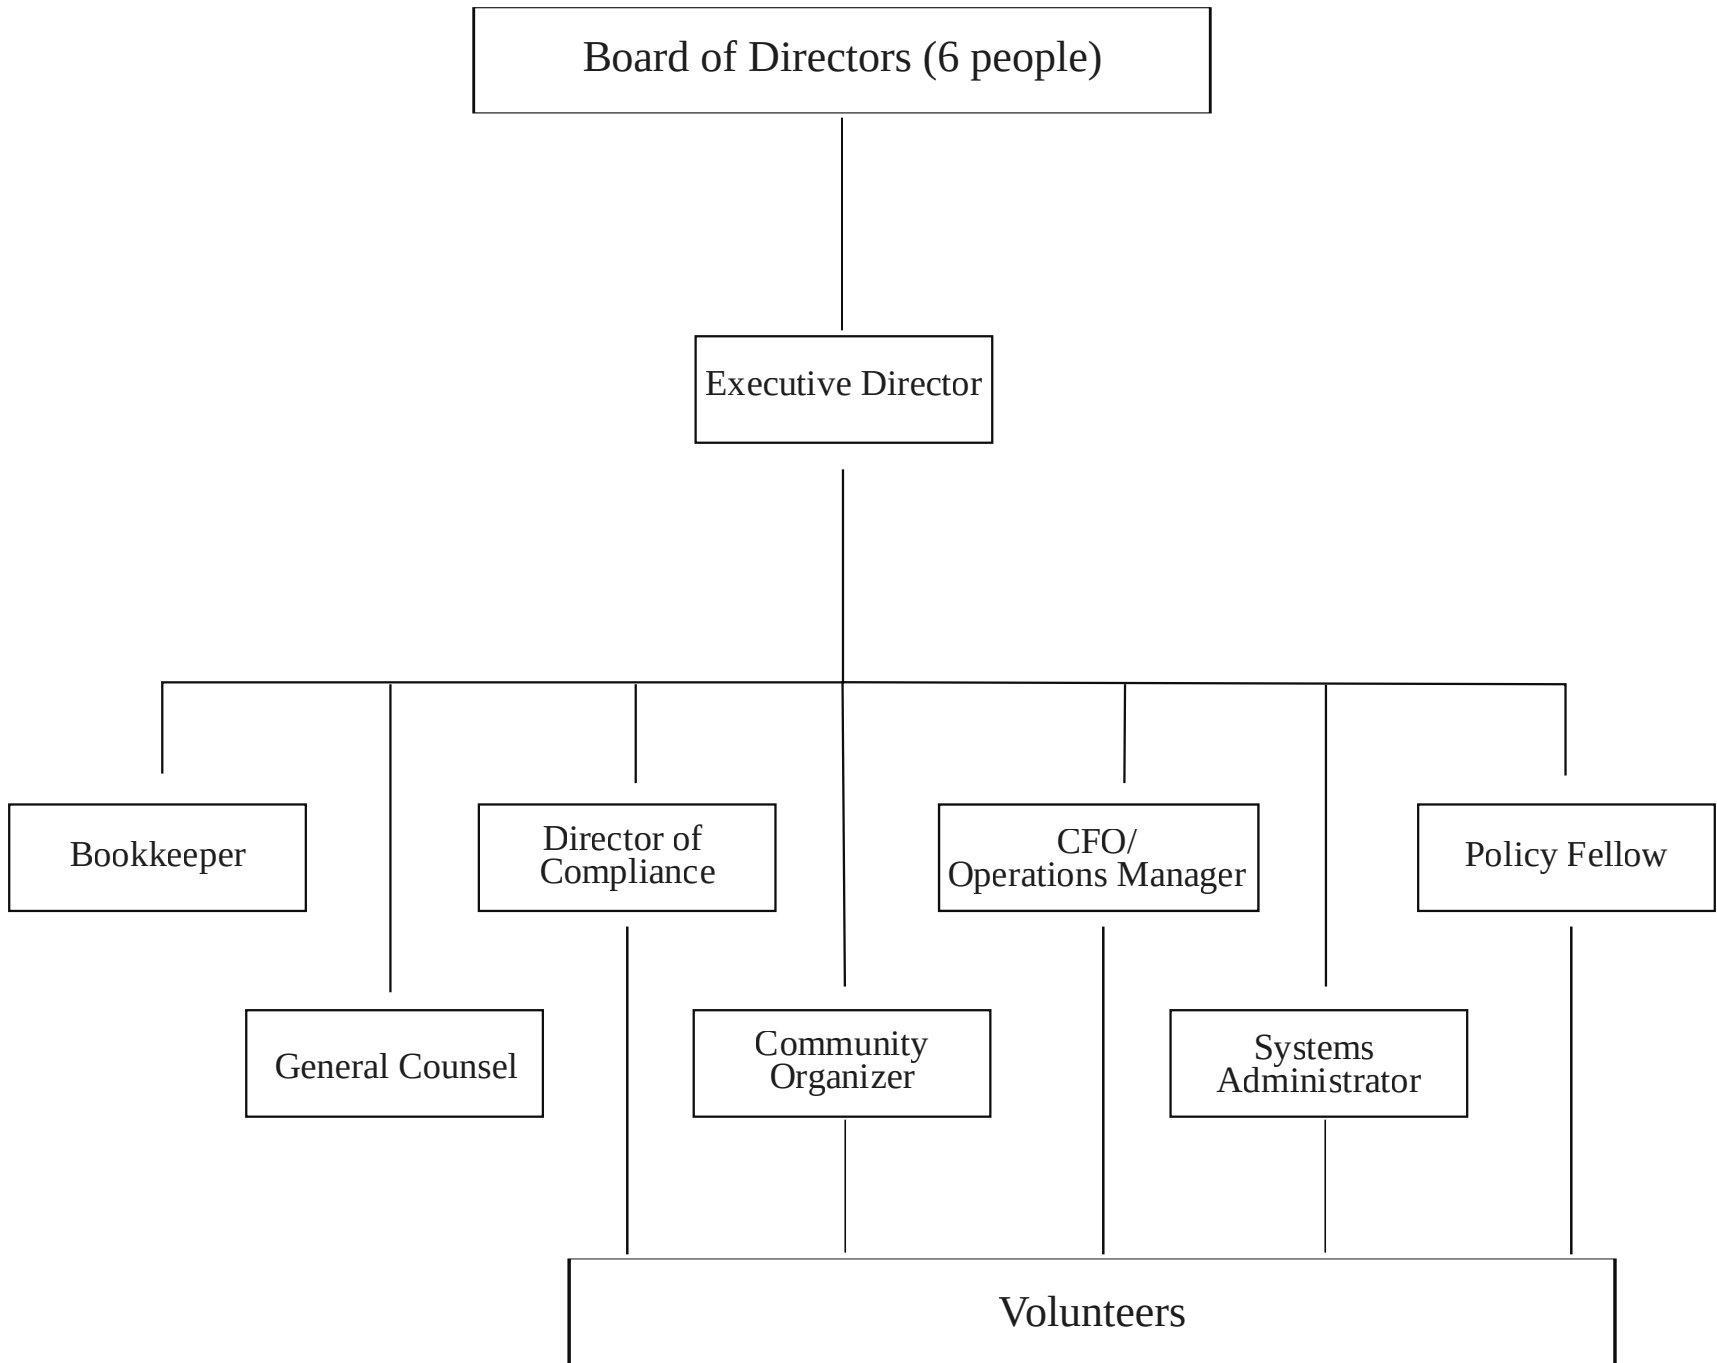 Board of Directors (6 people)
Executive Director
Bookkeeper
Director of
Compliance
CFO/
Operations Manager
Policy Fellow
General Counsel
Community
Organizer
Systems
Administrator
Volunteers